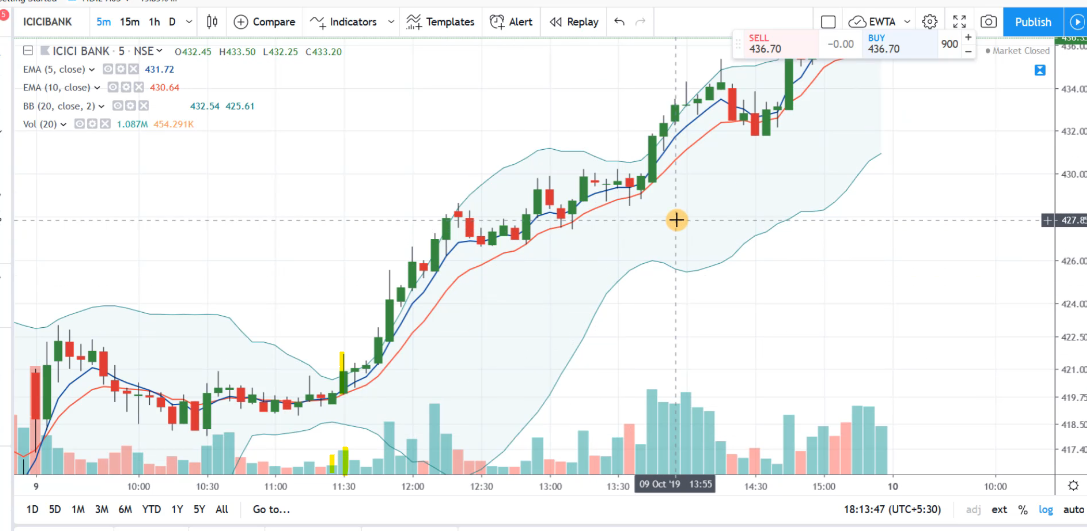 ICICIBANK 5m 15m 1h D Compare Indicators Templates Alert Replay EWTA Publish
ICICI BANK · 5 · NSE O432.45 H433.50 L432.25 C433.20
EMA (5, close) 431.72
EMA (10, close) 430.64
BB (20, close, 2) 432.54 425.61
Vol (20) 1.087M 454.291K
SELL
436.70
−0.00
BUY
436.70
900
Market Closed
436.00
434.00
432.00
430.00
427.85
426.00
424.00
422.50
421.00
419.75
418.50
417.40
9 10:00 10:30 11:00 11:30 12:00 12:30 13:00 13:30 09 Oct '19 13:55 14:30 15:00 10 10:00
1D 5D 1M 3M 6M YTD 1Y 5Y All Go to... 18:13:47 (UTC+5:30) adj ext % log auto